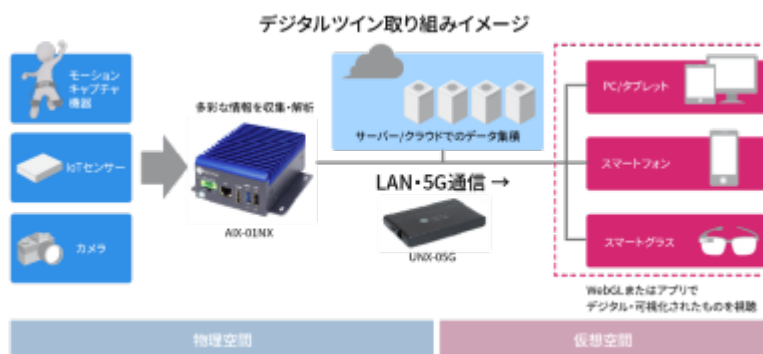 デジタルツイン取り組みイメージ
モーション
キャプチャ
機器
IoTセンサー
カメラ
多彩な情報を収集・解析
AIX-01NX
サーバー/クラウドでのデータ集積
LAN・5G通信 →
UNX-05G
PC/タブレット
スマートフォン
スマートグラス
WebGLまたはアプリで
デジタル・可視化されたものを視聴
物理空間
仮想空間